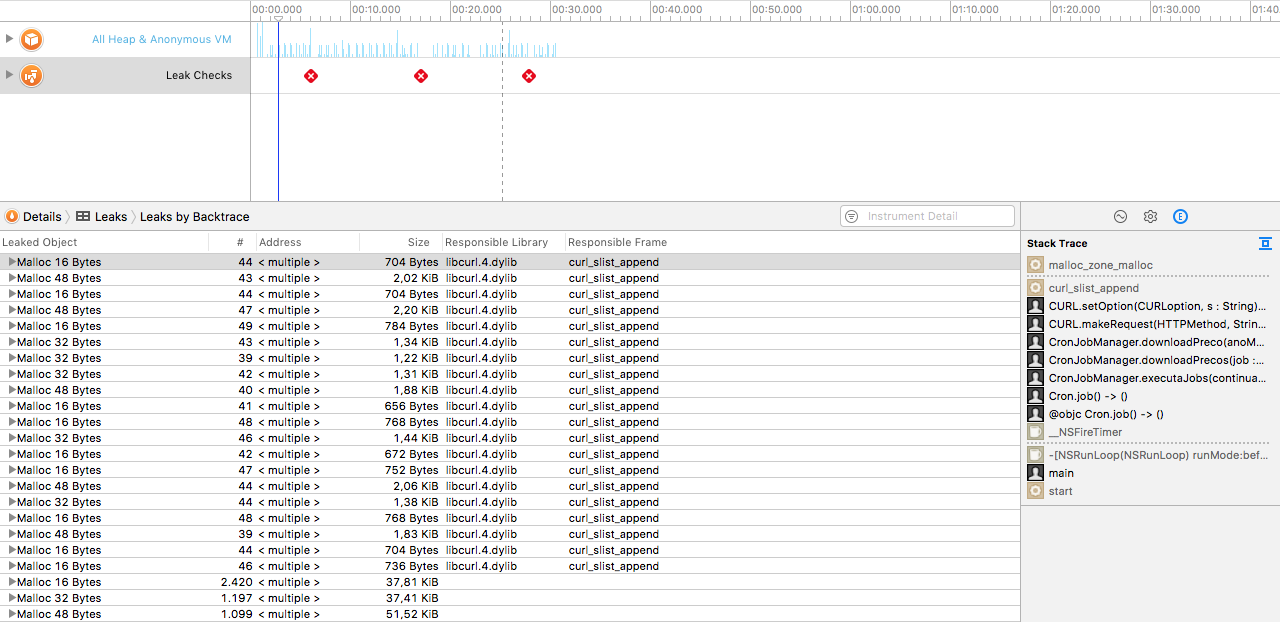 00:00.000 00:10.000 00:20.000 00:30.000 00:40.000 00:50.000 01:00.000 01:10.000 01:20.000 01:30.000 01:40
All Heap & Anonymous VM
Leak Checks
Details Leaks Leaks by Backtrace Instrument Detail E
Leaked Object # Address Size Responsible Library Responsible Frame
Malloc 16 Bytes 44 < multiple > 704 Bytes libcurl.4.dylib curl_slist_append
Malloc 48 Bytes 43 < multiple > 2,02 KiB libcurl.4.dylib curl_slist_append
Malloc 16 Bytes 44 < multiple > 704 Bytes libcurl.4.dylib curl_slist_append
Malloc 48 Bytes 47 < multiple > 2,20 KiB libcurl.4.dylib curl_slist_append
Malloc 16 Bytes 49 < multiple > 784 Bytes libcurl.4.dylib curl_slist_append
Malloc 32 Bytes 43 < multiple > 1,34 KiB libcurl.4.dylib curl_slist_append
Malloc 32 Bytes 39 < multiple > 1,22 KiB libcurl.4.dylib curl_slist_append
Malloc 32 Bytes 42 < multiple > 1,31 KiB libcurl.4.dylib curl_slist_append
Malloc 48 Bytes 40 < multiple > 1,88 KiB libcurl.4.dylib curl_slist_append
Malloc 16 Bytes 41 < multiple > 656 Bytes libcurl.4.dylib curl_slist_append
Malloc 16 Bytes 48 < multiple > 768 Bytes libcurl.4.dylib curl_slist_append
Malloc 32 Bytes 46 < multiple > 1,44 KiB libcurl.4.dylib curl_slist_append
Malloc 16 Bytes 42 < multiple > 672 Bytes libcurl.4.dylib curl_slist_append
Malloc 16 Bytes 47 < multiple > 752 Bytes libcurl.4.dylib curl_slist_append
Malloc 48 Bytes 44 < multiple > 2,06 KiB libcurl.4.dylib curl_slist_append
Malloc 32 Bytes 44 < multiple > 1,38 KiB libcurl.4.dylib curl_slist_append
Malloc 16 Bytes 48 < multiple > 768 Bytes libcurl.4.dylib curl_slist_append
Malloc 48 Bytes 39 < multiple > 1,83 KiB libcurl.4.dylib curl_slist_append
Malloc 16 Bytes 44 < multiple > 704 Bytes libcurl.4.dylib curl_slist_append
Malloc 16 Bytes 46 < multiple > 736 Bytes libcurl.4.dylib curl_slist_append
Malloc 16 Bytes 2.420 < multiple > 37,81 KiB
Malloc 32 Bytes 1.197 < multiple > 37,41 KiB
Malloc 48 Bytes 1.099 < multiple > 51,52 KiB
Stack Trace
malloc_zone_malloc
curl_slist_append
CURL.setOption(CURLoption, s : String)...
CURL.makeRequest(HTTPMethod, Strin...
CronJobManager.downloadPreco(anoM...
CronJobManager.downloadPrecos(job :...
CronJobManager.executaJobs(continua...
Cron.job() -> ()
@objc Cron.job() -> ()
__NSFireTimer
-[NSRunLoop(NSRunLoop) runMode:bef...
main
start